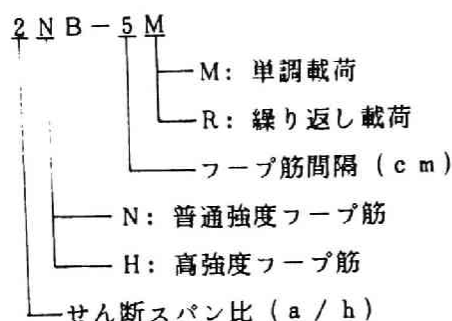 2NB-5M
M: 単調載荷
R: 繰り返し載荷
フープ筋間隔 (cm)
N: 普通強度フープ筋
H: 高強度フープ筋
せん断スパン比 (a/h)